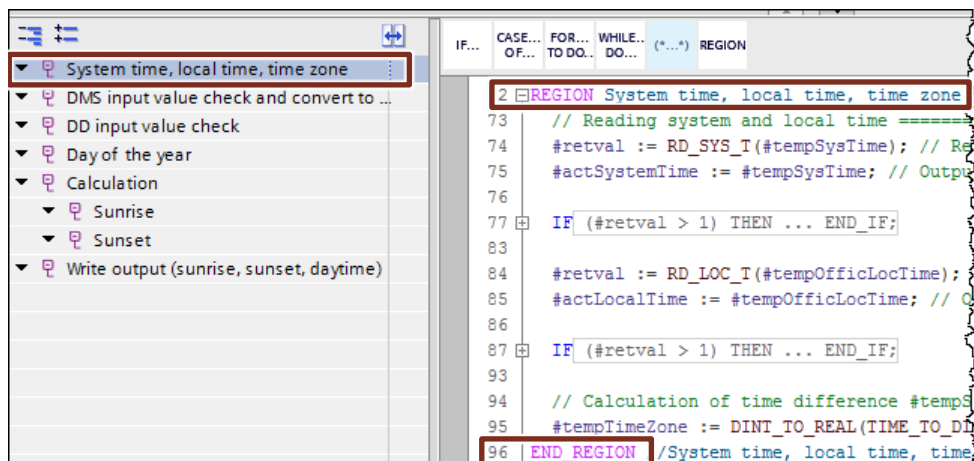 System time, local time, time zone
DMS input value check and convert to ...
DD input value check
Day of the year
Calculation
Sunrise
Sunset
Write output (sunrise, sunset, daytime)
IF... CASE... OF... FOR... TO DO.. WHILE.. DO... (*...*) REGION
2 REGION System time, local time, time zone
73 // Reading system and local time =======
74 #retval := RD_SYS_T(#tempSysTime); // Re
75 #actSystemTime := #tempSysTime; // Outpu
76
77 IF (#retval > 1) THEN ... END_IF;
83
84 #retval := RD_LOC_T(#tempOfficLocTime);
85 #actLocalTime := #tempOfficLocTime; // O
86
87 IF (#retval > 1) THEN ... END_IF;
93
94 // Calculation of time difference #tempS
95 #tempTimeZone := DINT_TO_REAL(TIME_TO_DI
96 END_REGION /System time, local time, time